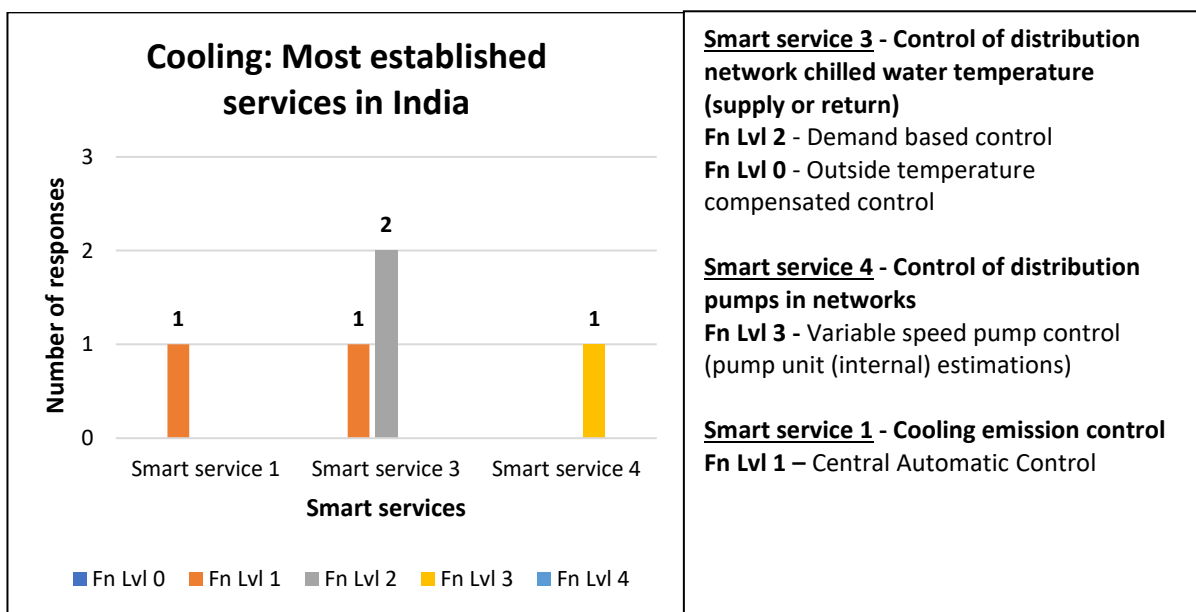 Cooling: Most established
services in India
3
2
1
0
Number of responses
1
1
2
1
Smart service 1
Smart service 3
Smart service 4
Smart services
Fn Lvl 0
Fn Lvl 1
Fn Lvl 2
Fn Lvl 3
Fn Lvl 4
Smart service 3 - Control of distribution
network chilled water temperature
(supply or return)
Fn Lvl 2 - Demand based control
Fn Lvl 0 - Outside temperature
compensated control
Smart service 4 - Control of distribution
pumps in networks
Fn Lvl 3 - Variable speed pump control
(pump unit (internal) estimations)
Smart service 1 - Cooling emission control
Fn Lvl 1 – Central Automatic Control